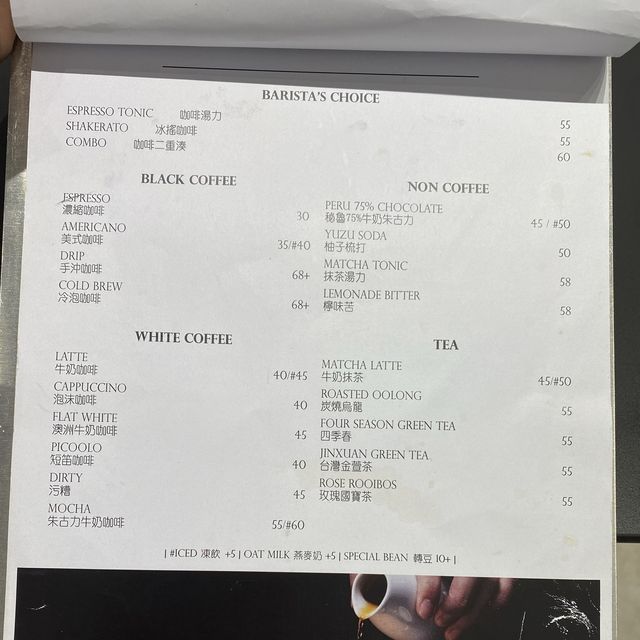 BARISTA'S CHOICE
ESPRESSO TONIC 咖啡湯力 55
SHAKERATO 冰搖咖啡 55
COMBO 咖啡二重湊 60
BLACK COFFEE
ESPRESSO
濃縮咖啡 30
AMERICANO
美式咖啡 35/#40
DRIP
手沖咖啡 68+
COLD BREW
冷泡咖啡 68+
NON COFFEE
PERU 75% CHOCOLATE
秘魯75%牛奶朱古力 45 / #50
YUZU SODA
柚子梳打 50
MATCHA TONIC
抹茶湯力 58
LEMONADE BITTER
檸味苦 58
WHITE COFFEE
LATTE
牛奶咖啡 40/#45
CAPPUCCINO
泡沫咖啡 40
FLAT WHITE
澳洲牛奶咖啡 45
PICOOLO
短笛咖啡 40
DIRTY
污糟 45
MOCHA
朱古力牛奶咖啡 55/#60
TEA
MATCHA LATTE
牛奶抹茶 45/#50
ROASTED OOLONG
炭燒烏龍 55
FOUR SEASON GREEN TEA
四季春 55
JINXUAN GREEN TEA
台灣金萱茶 55
ROSE ROOIBOS
玫瑰國寶茶 55
| #ICED 凍飲 +5 | OAT MILK 燕麥奶 +5 | SPECIAL BEAN 轉豆 10+ |